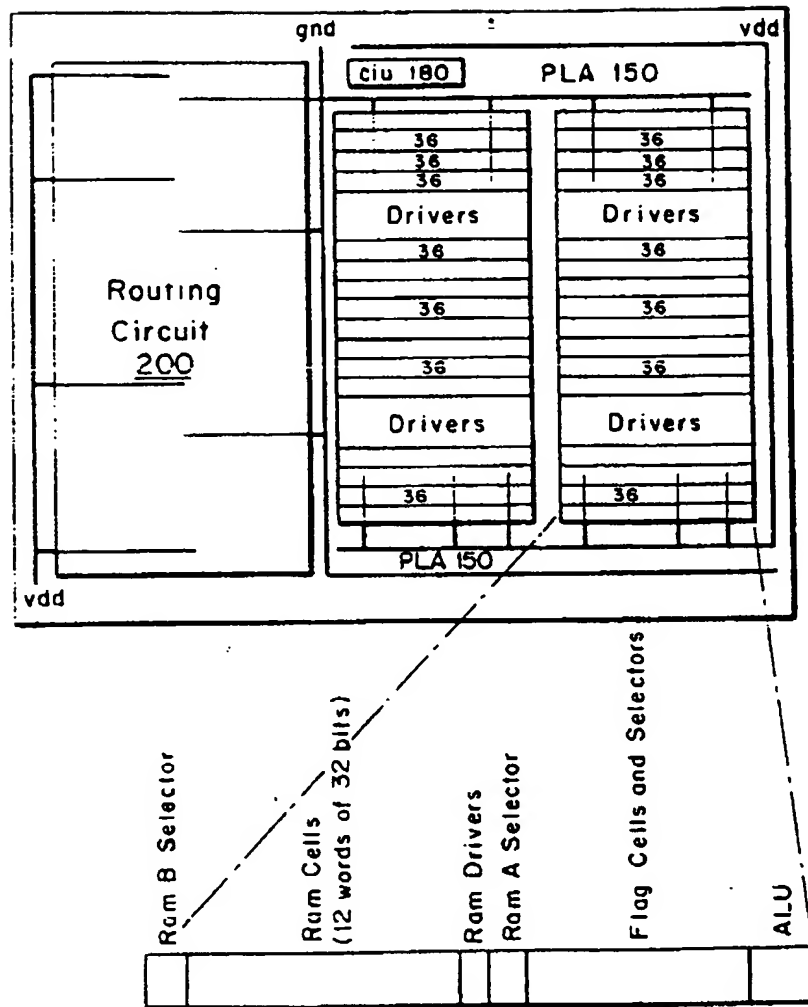 gnd
vdd
ciu 180
PLA 150
36
36
36
36
36
36
Drivers
Drivers
36
36
Routing
Circuit
200
36
36
36
36
Drivers
Drivers
36
36
PLA 150
vdd
Ram B Selector
Ram Cells
(12 words of 32 bits)
Ram Drivers
Ram A Selector
Flag Cells and Selectors
ALU